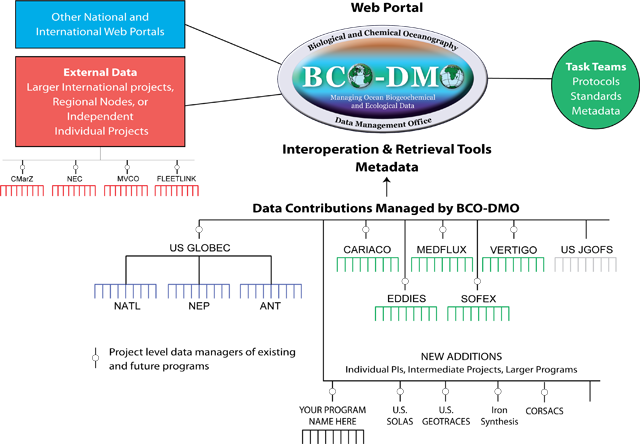 Web Portal
Other National and
International Web Portals
Biological and Chemical Oceanography
BCO-DMO
Managing Ocean Biogeochemical
and Ecological Data
Data Management Office
External Data
Larger International projects,
Regional Nodes, or
Independent
Individual Projects
Task Teams
Protocols
Standards
Metadata
CMarZ
NEC
MVCO
FLEETLINK
Interoperation & Retrieval Tools
Metadata
Data Contributions Managed by BCO-DMO
US GLOBEC
CARIACO
MEDFLUX
VERTIGO
US JGOFS
NATL
NEP
ANT
EDDIES
SOFEX
Project level data managers of existing
and future programs
NEW ADDITIONS
Individual PIs, Intermediate Projects, Larger Programs
YOUR PROGRAM
NAME HERE
U.S.
SOLAS
U.S.
GEOTRACES
Iron
Synthesis
CORSACS